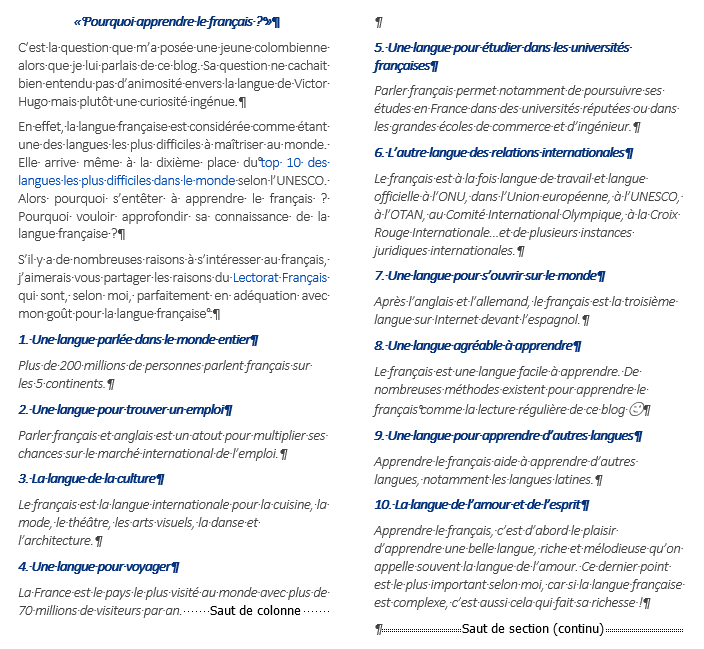 « Pourquoi apprendre le français ? »¶
C’est la question que m’a posée une jeune colombienne
alors que je lui parlais de ce blog. Sa question ne cachait
bien entendu pas d’animosité envers la langue de Victor
Hugo mais plutôt une curiosité ingénue.¶
En effet, la langue française est considérée comme étant
une des langues les plus difficiles à maîtriser au monde.
Elle arrive même à la dixième place du top 10 des
langues les plus difficiles dans le monde selon l’UNESCO.
Alors pourquoi s’entêter à apprendre le français ?
Pourquoi vouloir approfondir sa connaissance de la
langue française ?¶
S’il y a de nombreuses raisons à s’intéresser au français,
j’aimerais vous partager les raisons du Lectorat Français
qui sont, selon moi, parfaitement en adéquation avec
mon goût pour la langue française .¶
1. Une langue parlée dans le monde entier¶
Plus de 200 millions de personnes parlent français sur
les 5 continents.¶
2. Une langue pour trouver un emploi¶
Parler français et anglais est un atout pour multiplier ses
chances sur le marché international de l’emploi.¶
3. La langue de la culture¶
Le français est la langue internationale pour la cuisine, la
mode, le théâtre, les arts visuels, la danse et
l’architecture.¶
4. Une langue pour voyager¶
La France est le pays le plus visité au monde avec plus de
70 millions de visiteurs par an. Saut de colonne
¶
5. Une langue pour étudier dans les universités
françaises¶
Parler français permet notamment de poursuivre ses
études en France dans des universités réputées ou dans
les grandes écoles de commerce et d’ingénieur.¶
6. L’autre langue des relations internationales¶
Le français est à la fois langue de travail et langue
officielle à l’ONU, dans l’Union européenne, à l’UNESCO,
à l’OTAN, au Comité International Olympique, à la Croix
Rouge Internationale…et de plusieurs instances
juridiques internationales.¶
7. Une langue pour s’ouvrir sur le monde¶
Après l’anglais et l’allemand, le français est la troisième
langue sur Internet devant l’espagnol.¶
8. Une langue agréable à apprendre¶
Le français est une langue facile à apprendre. De
nombreuses méthodes existent pour apprendre le
français comme la lecture régulière de ce blog ☺¶
9. Une langue pour apprendre d’autres langues¶
Apprendre le français aide à apprendre d’autres
langues, notamment les langues latines.¶
10. La langue de l’amour et de l’esprit¶
Apprendre le français, c’est d’abord le plaisir
d’apprendre une belle langue, riche et mélodieuse qu’on
appelle souvent la langue de l’amour. Ce dernier point
est le plus important selon moi, car si la langue française
est complexe, c’est aussi cela qui fait sa richesse !¶
¶ Saut de section (continu)